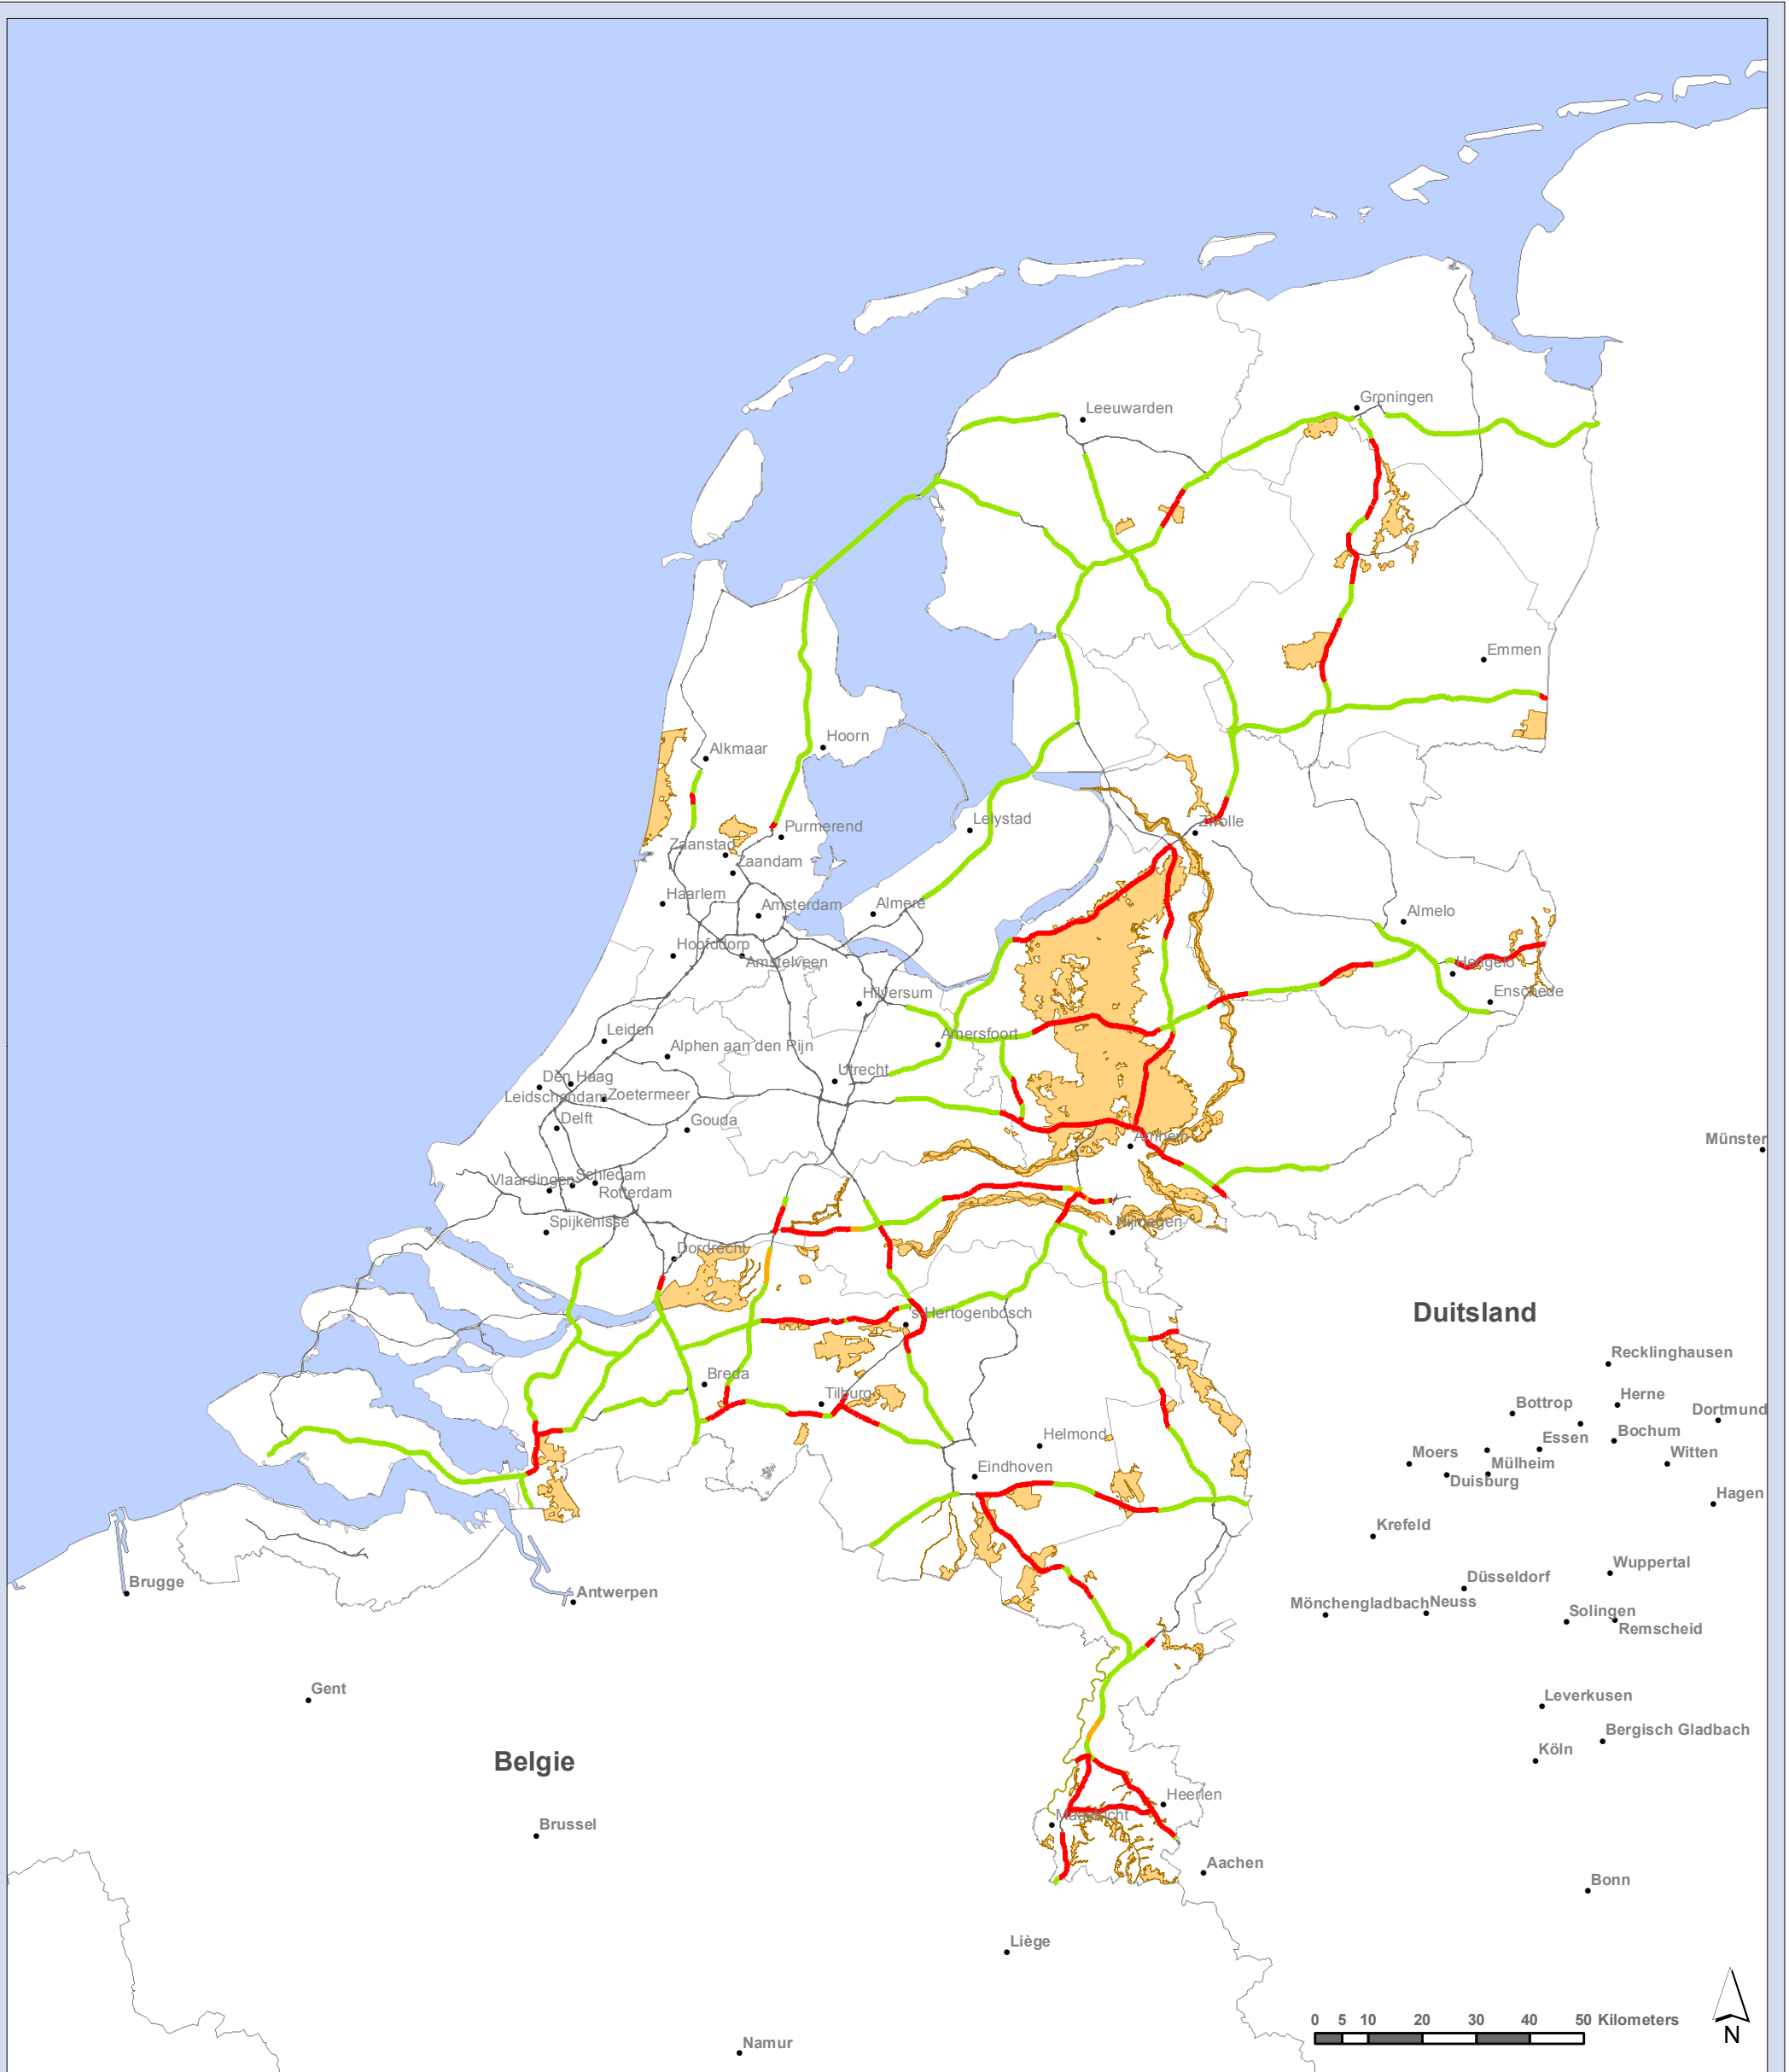 Leeuwarden
Groningen
Emmen
Alkmaar
Hoorn
Purmerend
Lelystad
Zwolle
Zaanstad
Zaandam
Haarlem
Amsterdam
Almere
Almelo
Hoofddorp
Amstelveen
Hengelo
Hilversum
Enschede
Leiden
Amersfoort
Alphen aan den Rijn
Utrecht
Den Haag
Leidschendam
Zoetermeer
Delft
Gouda
Arnhem
Münster
Vlaardingen
Schiedam
Rotterdam
Spijkenisse
Nijmegen
Dordrecht
's-Hertogenbosch
Duitsland
Recklinghausen
Breda
Tilburg
Bottrop
Herne
Dortmund
Helmond
Essen
Bochum
Moers
Mülheim
Witten
Eindhoven
Duisburg
Hagen
Krefeld
Wuppertal
Brugge
Antwerpen
Düsseldorf
Mönchengladbach
Neuss
Solingen
Remscheid
Gent
Leverkusen
Bergisch Gladbach
Köln
Belgie
Heerlen
Maastricht
Brussel
Aachen
Bonn
Liège
0 5 10 20 30 40 50 Kilometers
N
Namur